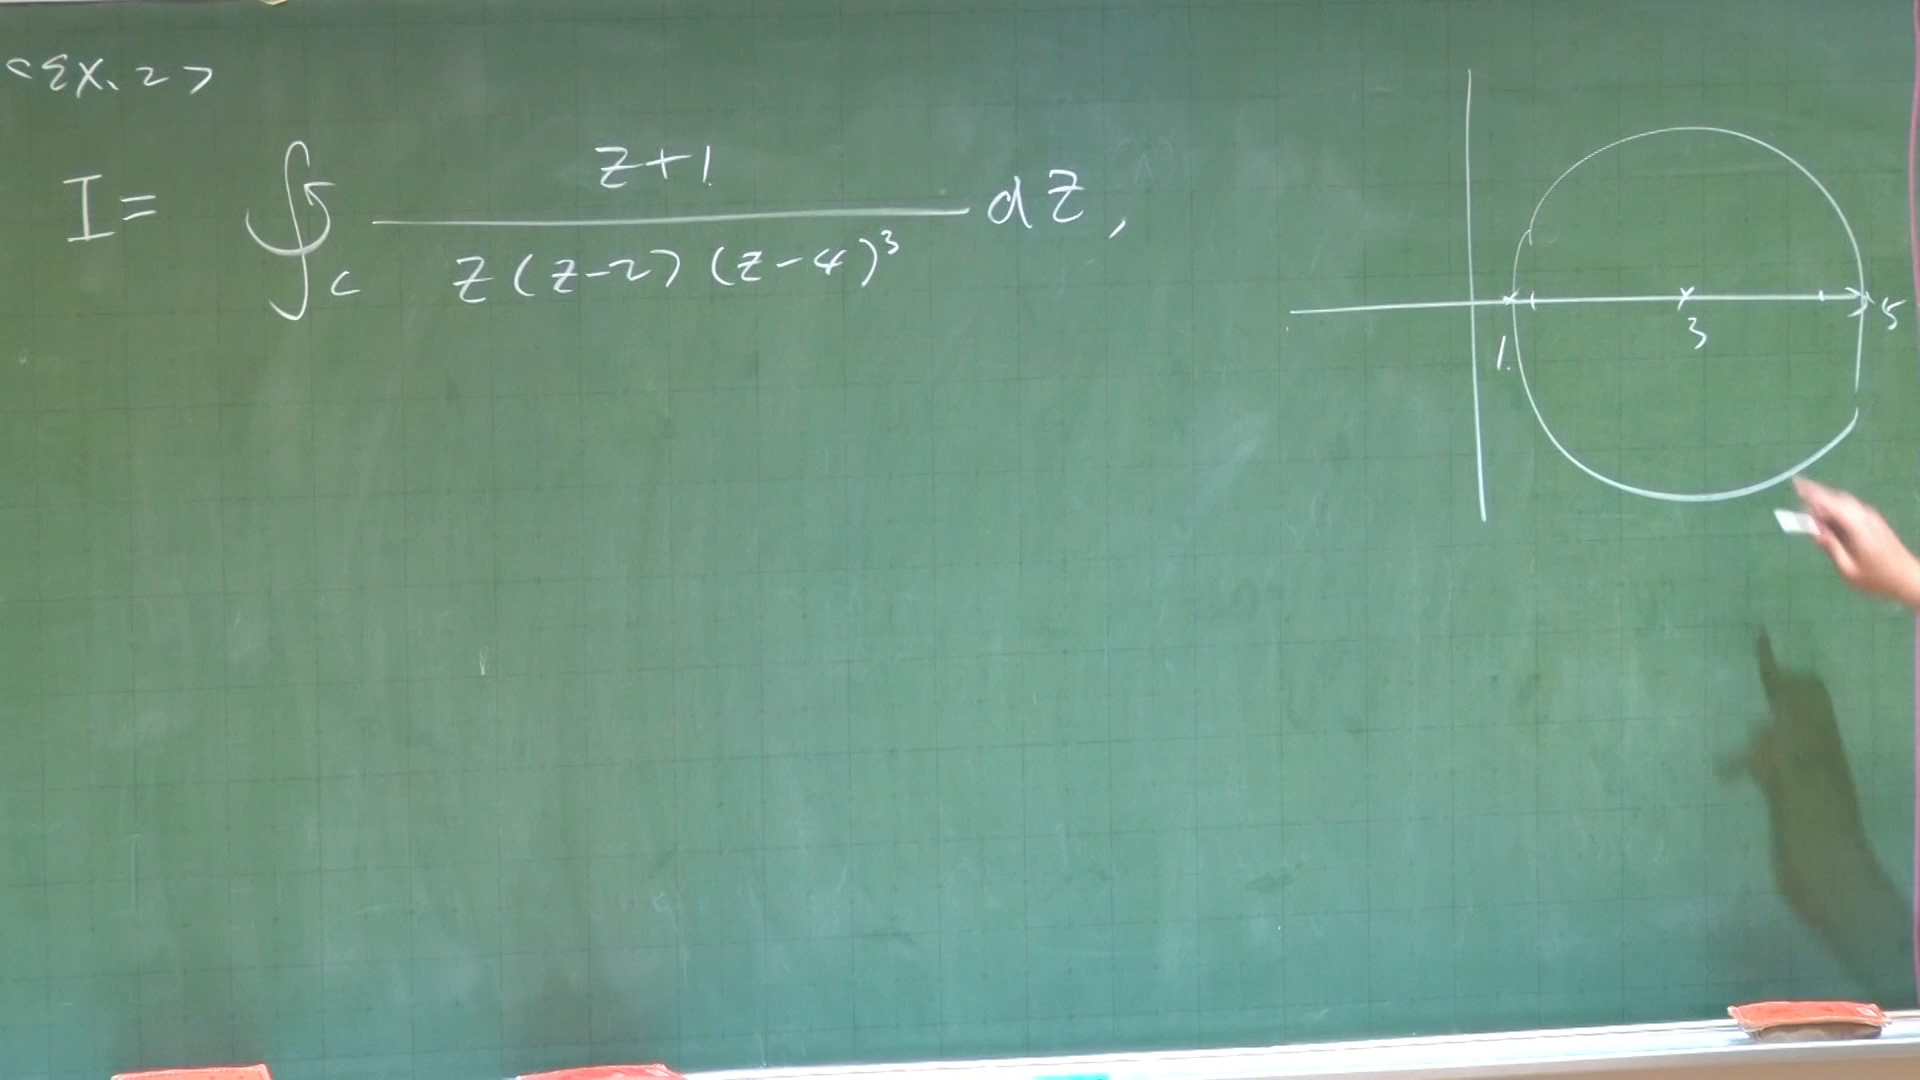 <Ex. 2>
I = ∮_C (z+1) / (z(z-2)(z-4)^3) dz,
1 3 5